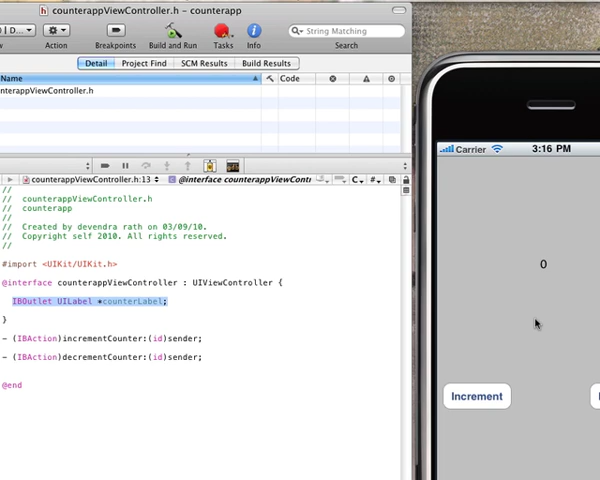 counterappViewController.h – counterapp
D...
Action
Breakpoints
Build and Run
Tasks
Info
String Matching
Search
Detail
Project Find
SCM Results
Build Results
Name
Code
nterappViewController.h
counterappViewController.h:13
@interface counterappViewConti
C
#
//
// counterappViewController.h
// counterapp
//
// Created by devendra rath on 03/09/10.
// Copyright self 2010. All rights reserved.
//
#import <UIKit/UIKit.h>
@interface counterappViewController : UIViewController {
IBOutlet UILabel *counterLabel;
}
- (IBAction)incrementCounter:(id)sender;
- (IBAction)decrementCounter:(id)sender;
@end
Carrier
3:16 PM
0
Increment